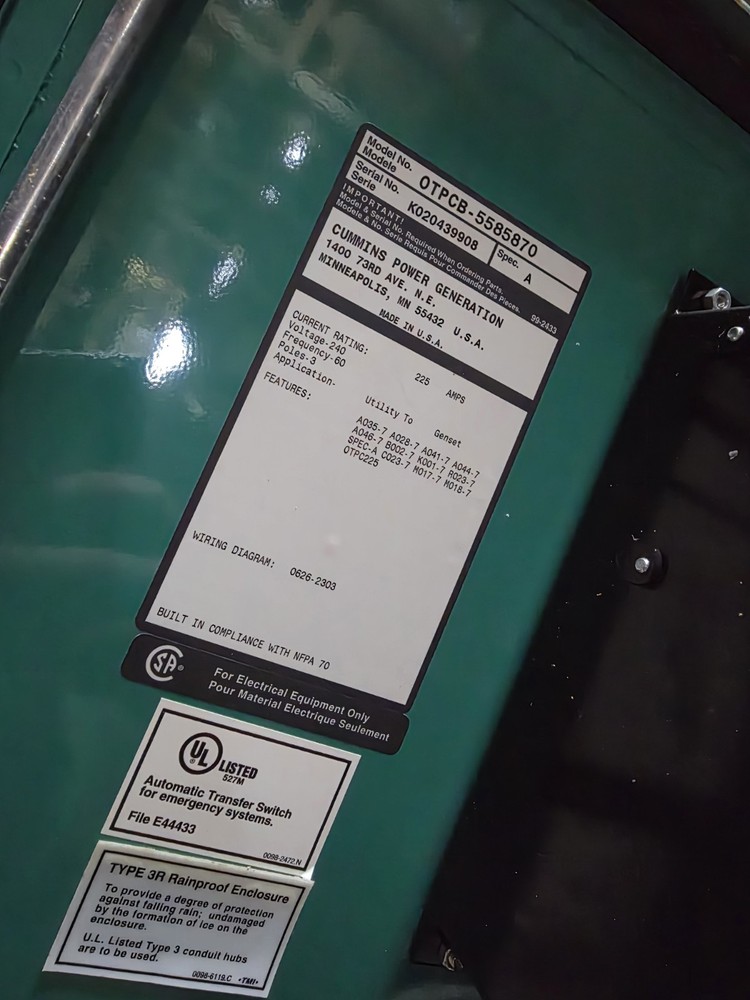 Model No. OTPCB-5585870
Modele
Serial No. K020439908 Spec. A
Serie
IMPORTANT!
Model & Serial No. Required When Ordering Parts.
Modele & No. Serie Requis Pour Commander Des Pieces. 99-2433
CUMMINS POWER GENERATION
1400 73RD AVE. N.E.
MINNEAPOLIS, MN 55432 U.S.A.
MADE IN U.S.A.
CURRENT RATING: 225 AMPS
Voltage-240
Frequency-60
Poles-3
Application- Utility To Genset
FEATURES: A035-7 A028-7 A041-7 A044-7
A046-7 B002-7 K001-7 R023-7
SPEC-A C023-7 M017-7 M018-7
OTPC225
WIRING DIAGRAM: 0626-2303
BUILT IN COMPLIANCE WITH NFPA 70
SA®
For Electrical Equipment Only
Pour Material Electrique Seulement
UL® LISTED
527M
Automatic Transfer Switch
for emergency systems.
File E44433
0098-2472.N
TYPE 3R Rainproof Enclosure
To provide a degree of protection
against falling rain; undamaged
by the formation of ice on the
enclosure.
U.L. Listed Type 3 conduit hubs
are to be used.
0098-6119.C •TMI•